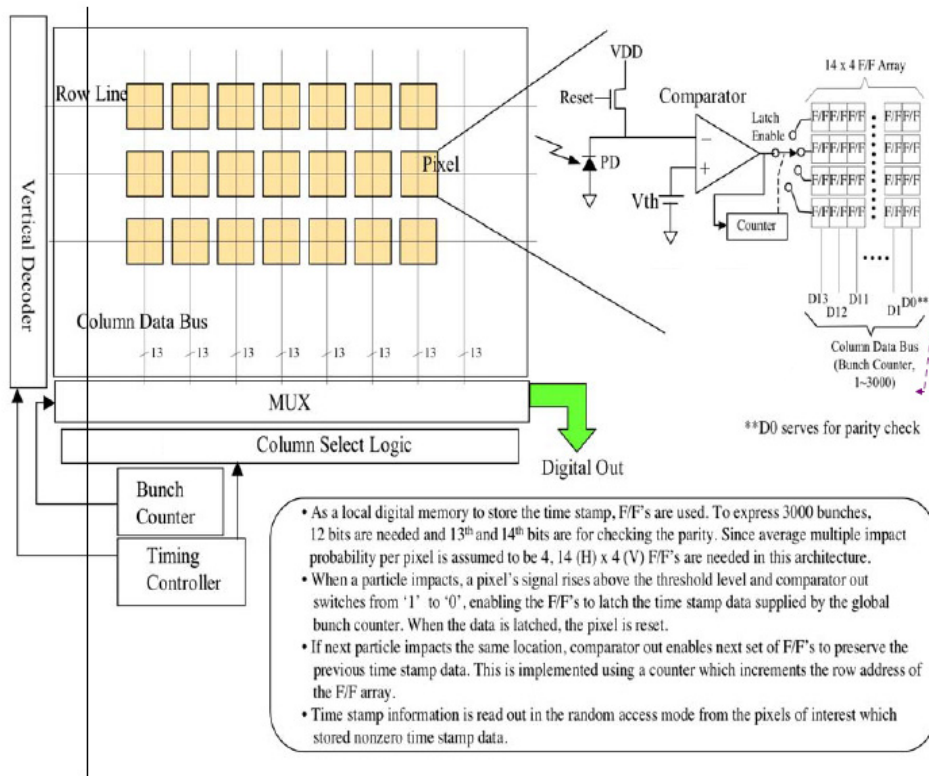 VDD
14 x 4 F/F Array
Row Line
Reset
Comparator
Latch
Enable
F/F F/F F/F F/F F/F
F/F F/F F/F F/F F/F
F/F F/F F/F F/F F/F
F/F F/F F/F F/F F/F
Pixel
PD
Vth
Counter
Vertical Decoder
D13
D12
D11
D1
D0**
Column Data Bus
13 13 13 13 13 13 13 13
Column Data Bus
(Bunch Counter,
1~3000)
MUX
**D0 serves for parity check
Column Select Logic
Digital Out
Bunch
Counter
Timing
Controller
• As a local digital memory to store the time stamp, F/F's are used. To express 3000 bunches,
12 bits are needed and 13th and 14th bits are for checking the parity. Since average multiple impact
probability per pixel is assumed to be 4, 14 (H) x 4 (V) F/F's are needed in this architecture.
• When a particle impacts, a pixel's signal rises above the threshold level and comparator out
switches from '1' to '0', enabling the F/F's to latch the time stamp data supplied by the global
bunch counter. When the data is latched, the pixel is reset.
• If next particle impacts the same location, comparator out enables next set of F/F's to preserve the
previous time stamp data. This is implemented using a counter which increments the row address of
the F/F array.
• Time stamp information is read out in the random access mode from the pixels of interest which
stored nonzero time stamp data.